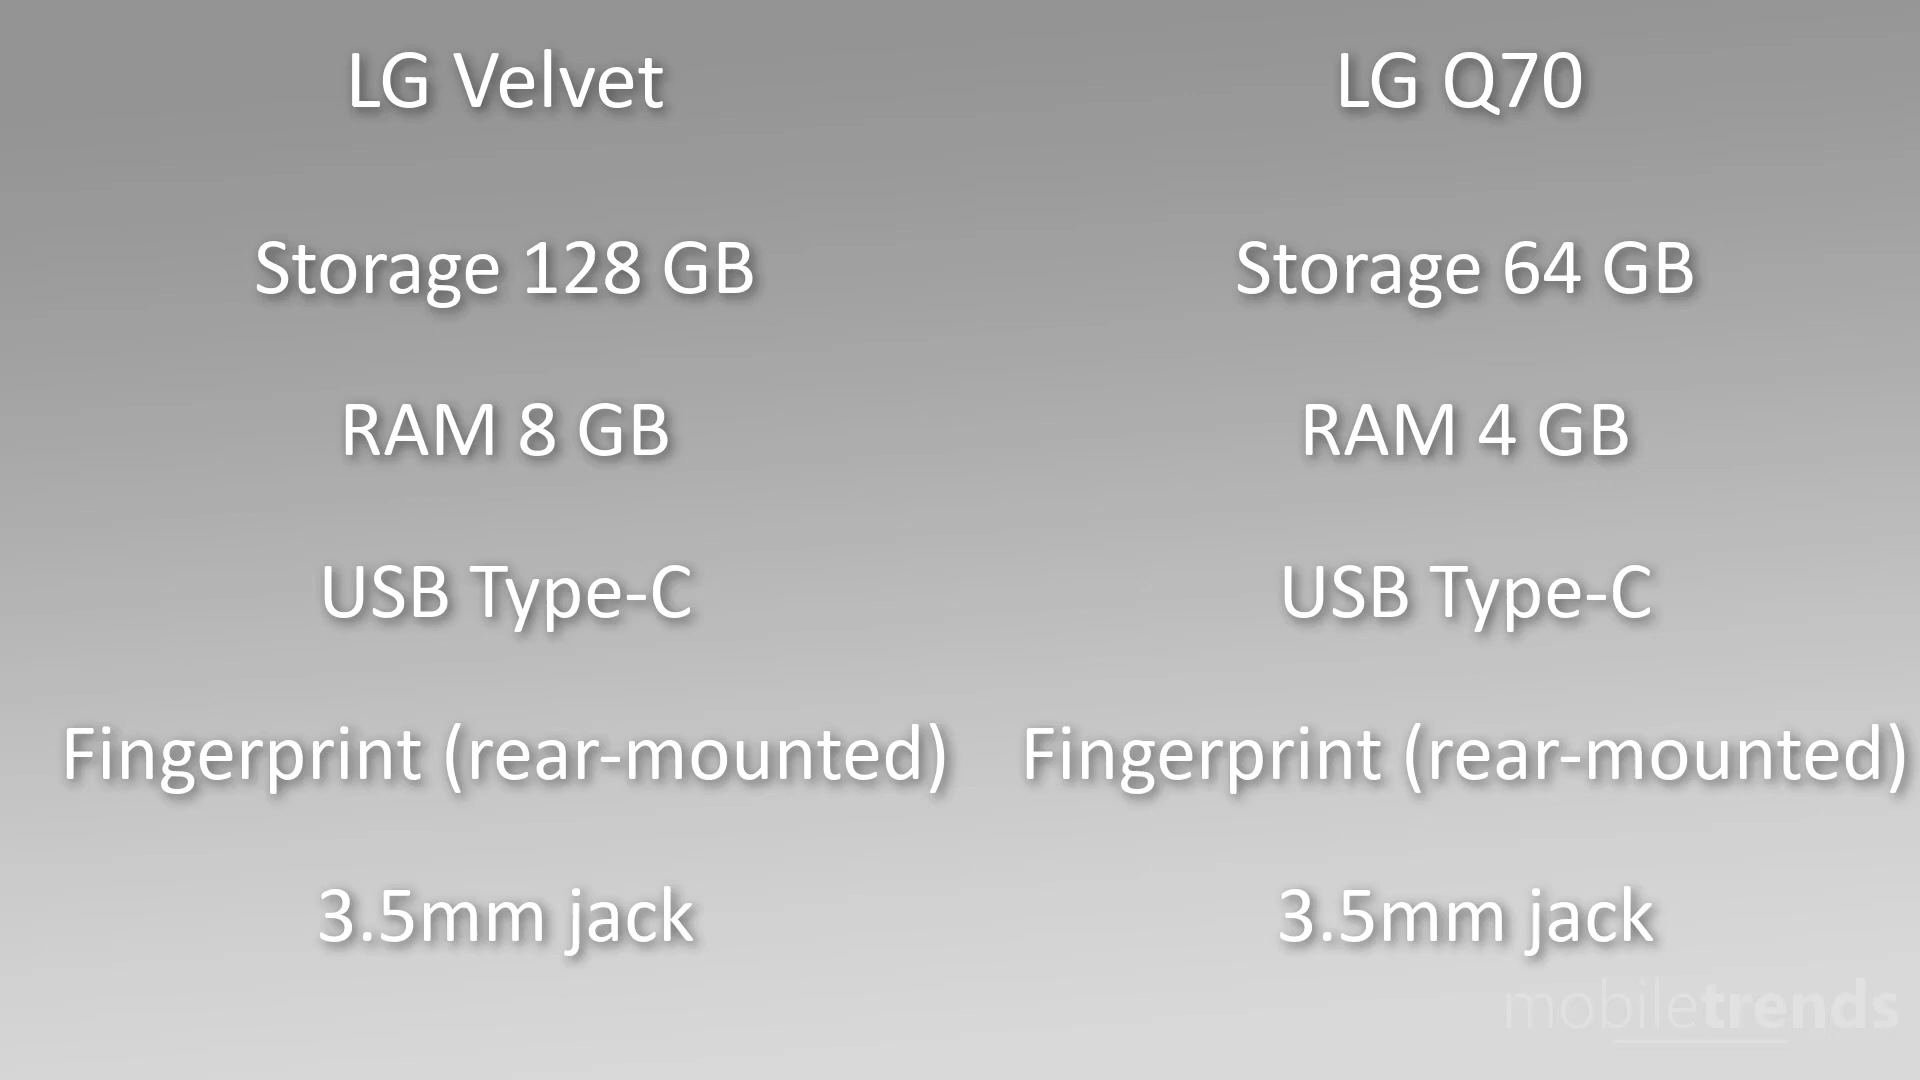 LG Velvet
LG Q70
Storage 128 GB
Storage 64 GB
RAM 8 GB
RAM 4 GB
USB Type-C
USB Type-C
Fingerprint (rear-mounted)
Fingerprint (rear-mounted)
3.5mm jack
3.5mm jack
mobiletrends